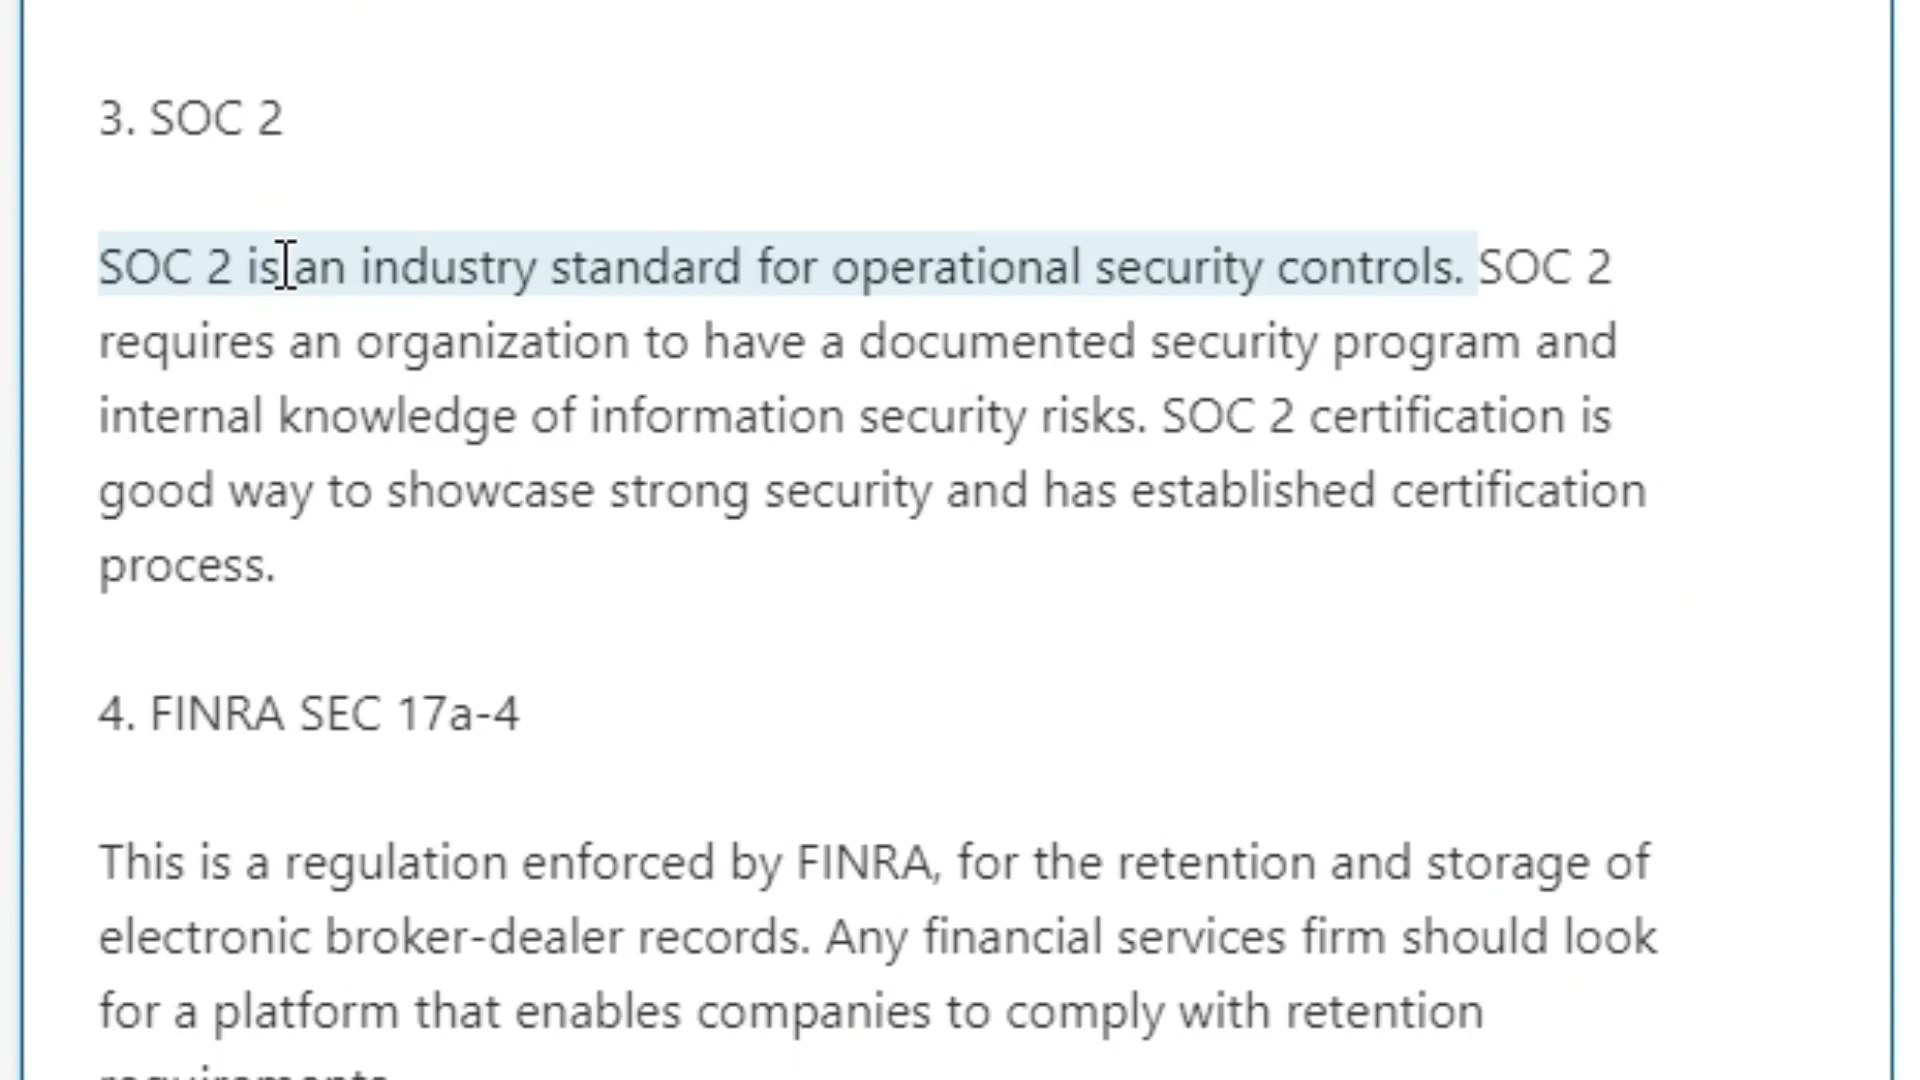 3. SOC 2
SOC 2 is an industry standard for operational security controls. SOC 2
requires an organization to have a documented security program and
internal knowledge of information security risks. SOC 2 certification is
good way to showcase strong security and has established certification
process.
4. FINRA SEC 17a-4
This is a regulation enforced by FINRA, for the retention and storage of
electronic broker-dealer records. Any financial services firm should look
for a platform that enables companies to comply with retention
requirements.